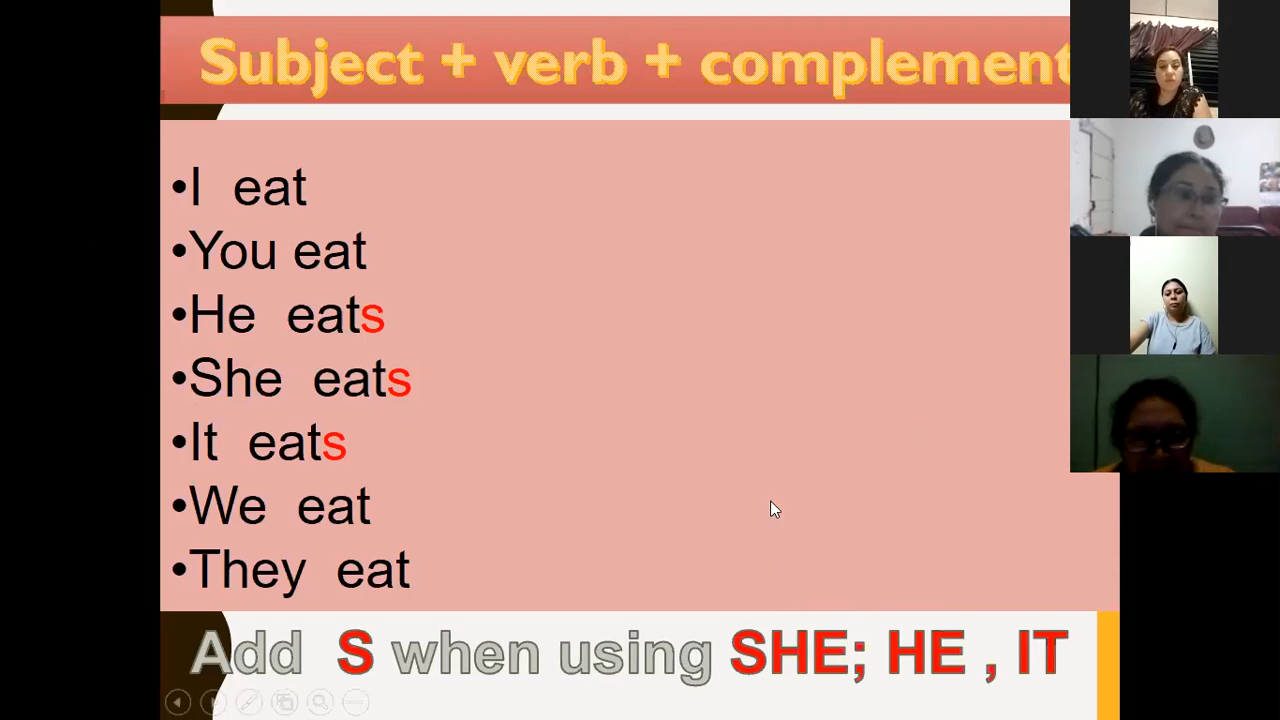 Subject + verb + complement
•I eat
•You eat
•He eats
•She eats
•It eats
•We eat
•They eat
Add S when using SHE; HE , IT